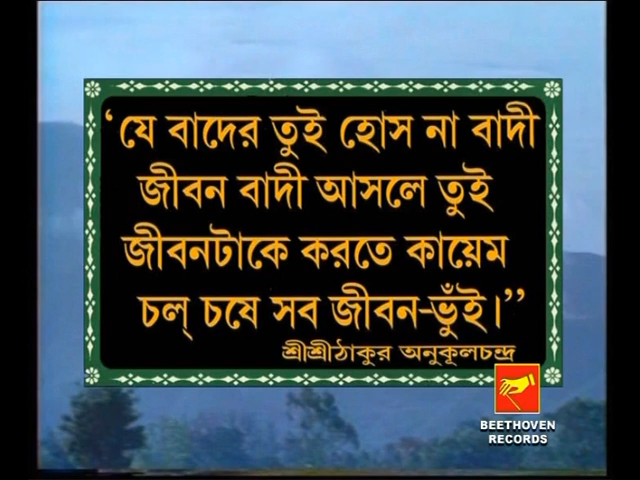 ‘যে বাদের তুই হোস না বাদী
জীবন বাদী আসলে তুই
জীবনটাকে করতে কায়েম
চল্ চষে সব জীবন-ভুঁই।’’
শ্রীশ্রীঠাকুর অনুকূলচন্দ্র
BEETHOVEN
RECORDS